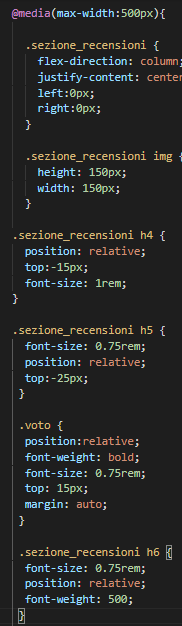 @media(max-width:500px){
.sezione_recensioni {
flex-direction: column;
justify-content: center
left:0px;
right:0px;
}
.sezione_recensioni img {
height: 150px;
width: 150px;
}
.sezione_recensioni h4 {
position: relative;
top:-15px;
font-size: 1rem;
}
.sezione_recensioni h5 {
font-size: 0.75rem;
position: relative;
top:-25px;
}
.voto {
position:relative;
font-weight: bold;
font-size: 0.75rem;
top: 15px;
margin: auto;
}
.sezione_recensioni h6 {
font-size: 0.75rem;
position: relative;
font-weight: 500;
}